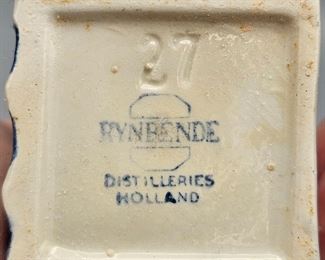 27
RYNBENDE
DISTILLERIES
HOLLAND